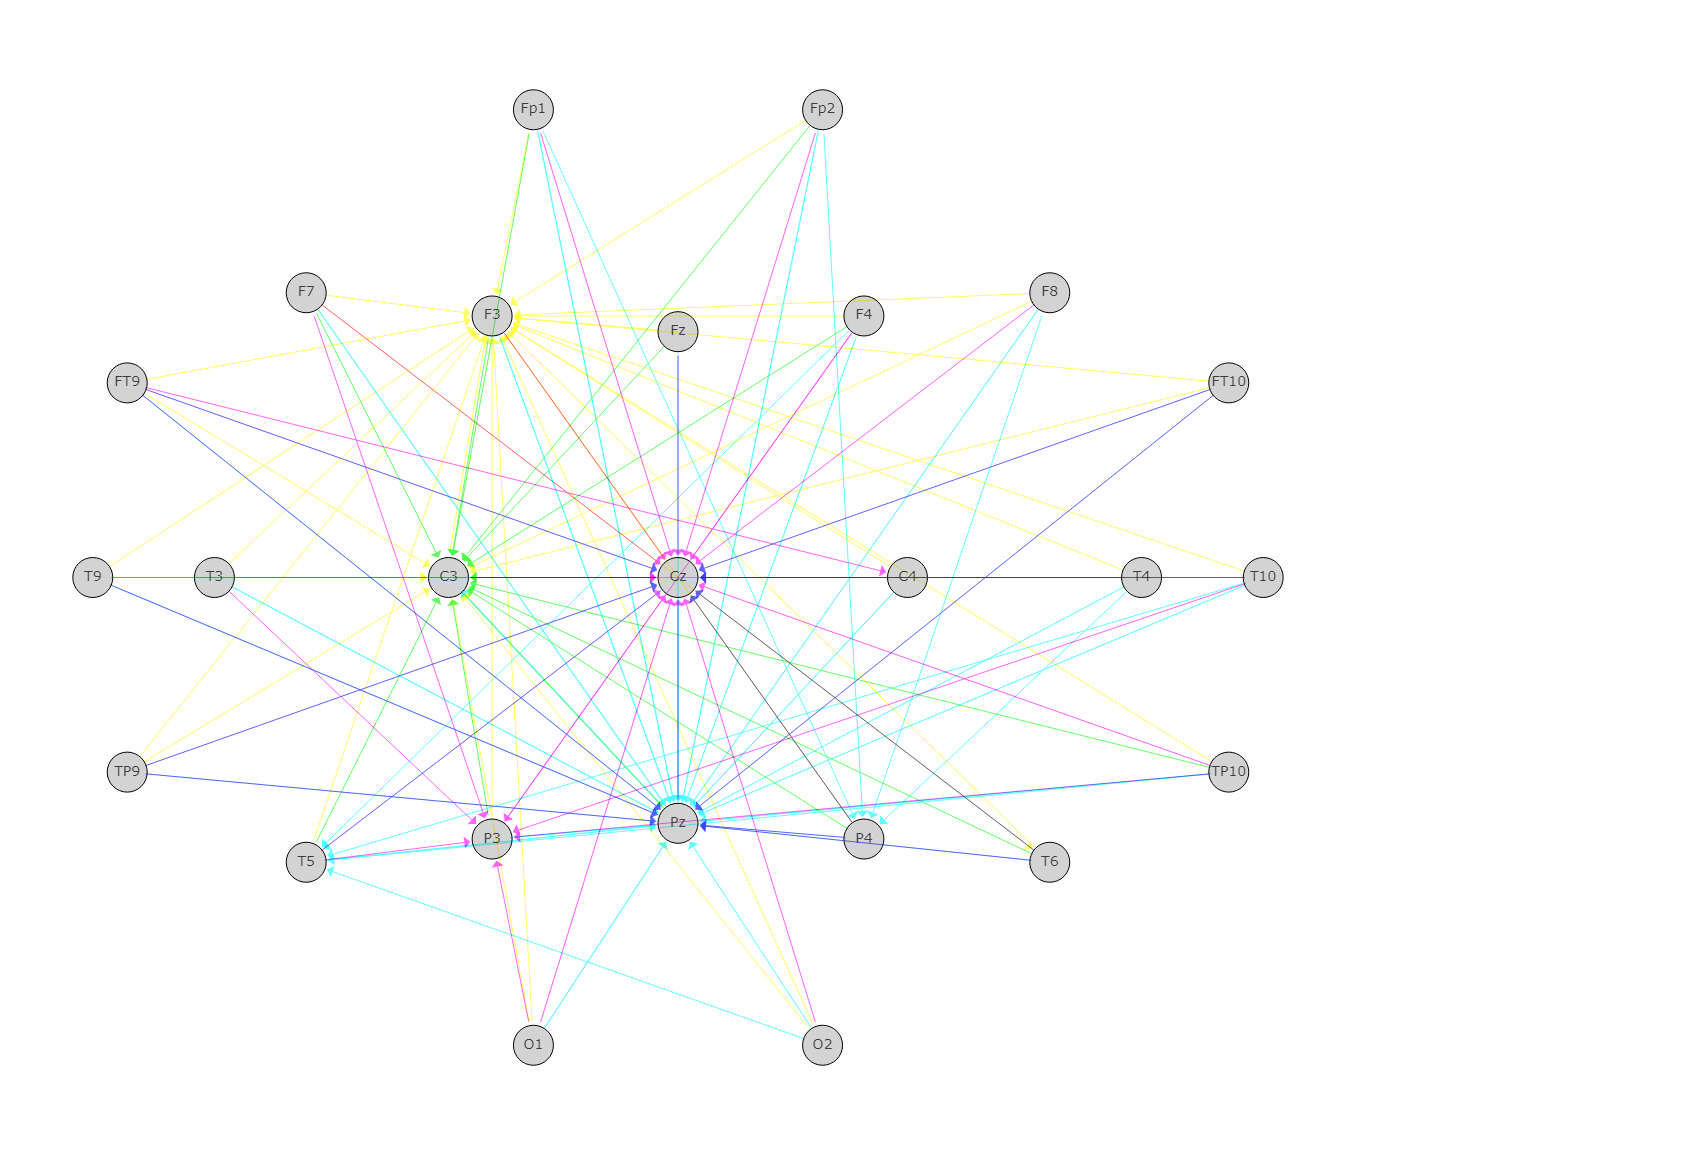 Fp1 Fp2
F7 F8
F3 Fz F4
FT9 FT10
T9 T3 C3 Cz C4 T4 T10
TP9 TP10
Pz
P3 P4
T5 T6
O1 O2